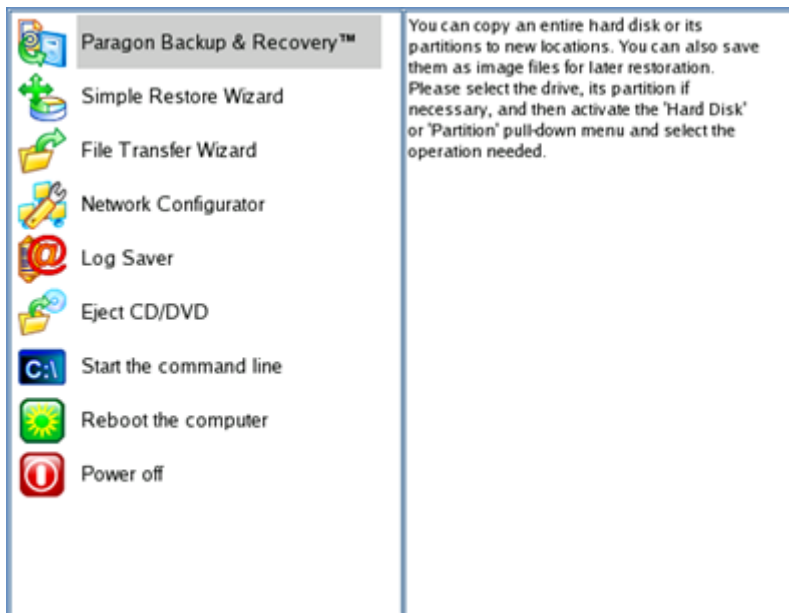 Paragon Backup & Recovery™
Simple Restore Wizard
File Transfer Wizard
Network Configurator
@
Log Saver
Eject CD/DVD
C:\
Start the command line
Reboot the computer
Power off
You can copy an entire hard disk or its
partitions to new locations. You can also save
them as image files for later restoration.
Please select the drive, its partition if
necessary, and then activate the 'Hard Disk'
or 'Partition' pull-down menu and select the
operation needed.